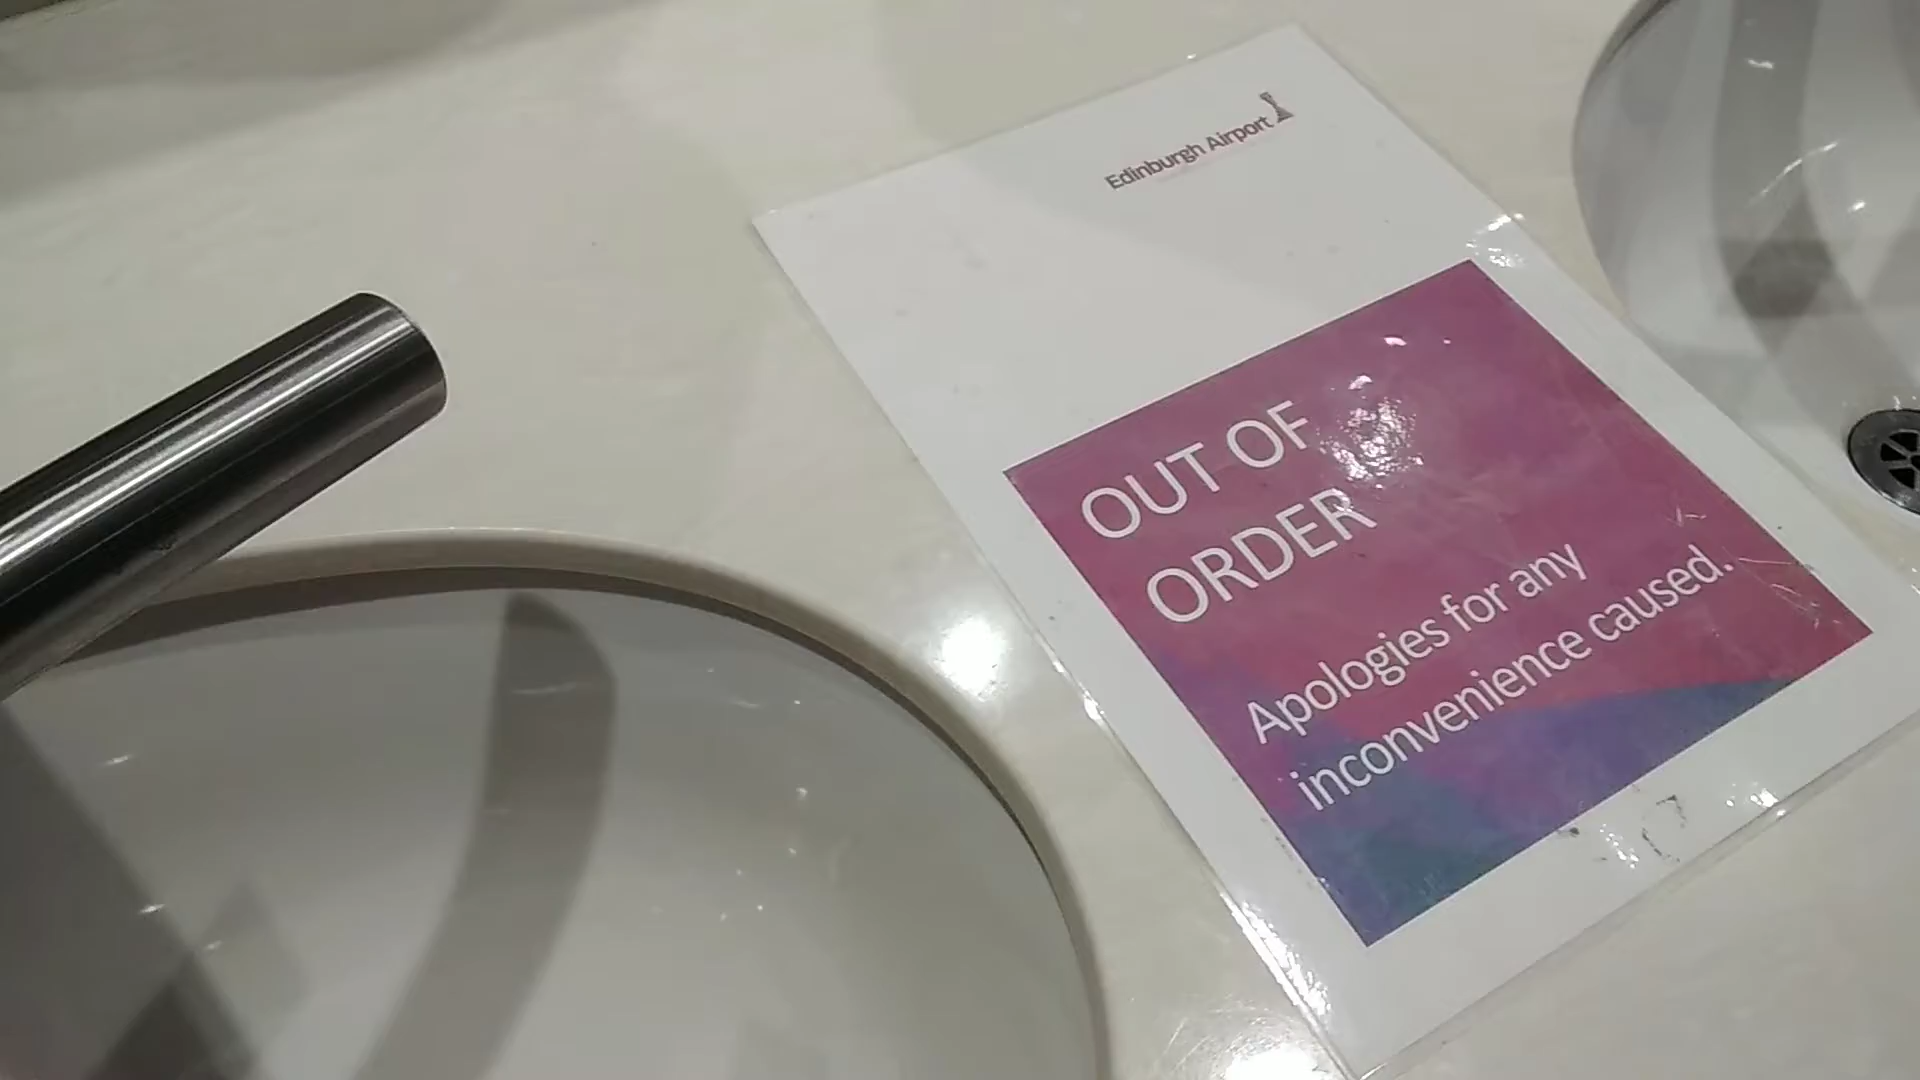 Edinburgh Airport
OUT OF
ORDER
Apologies for any
inconvenience caused.